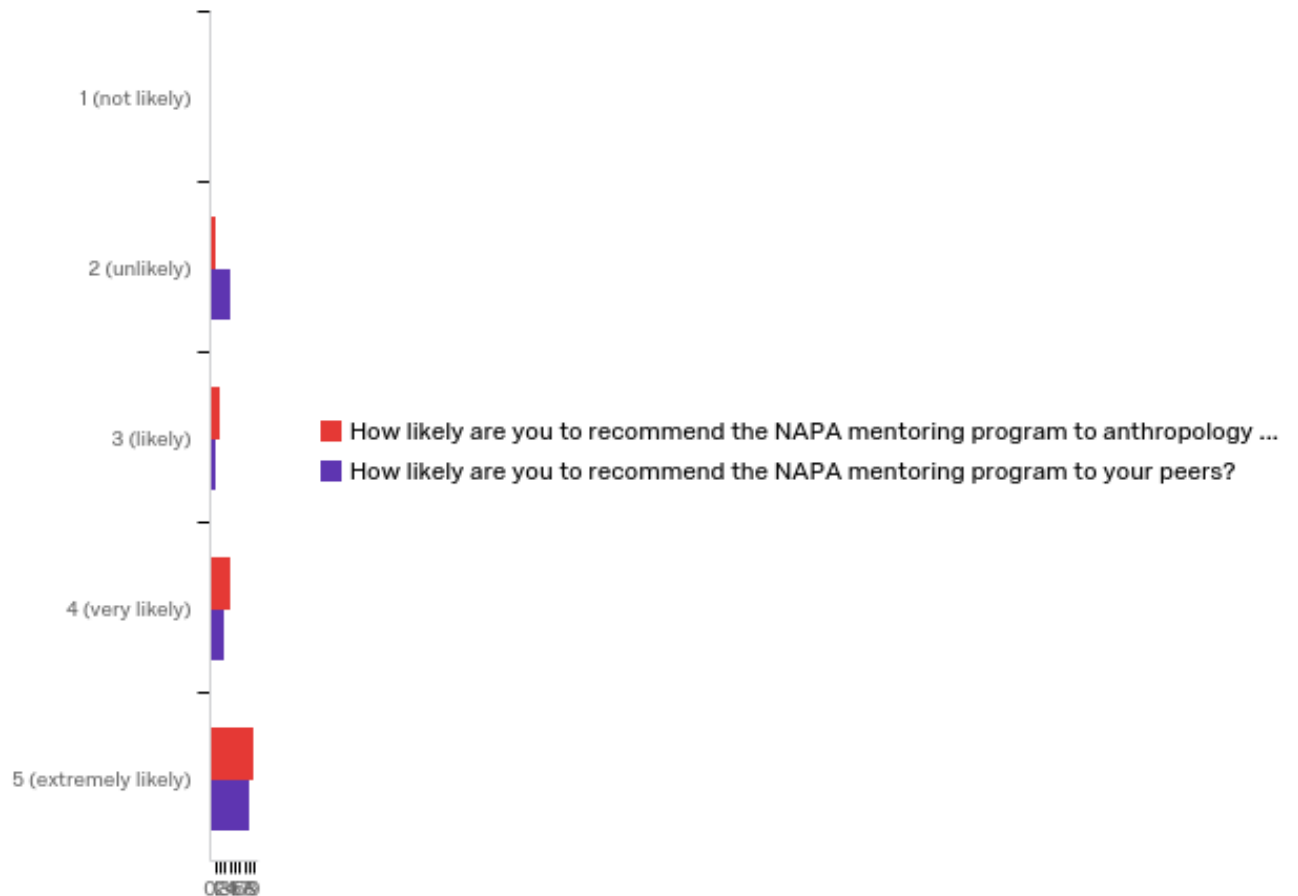 1 (not likely)
2 (unlikely)
3 (likely)
How likely are you to recommend the NAPA mentoring program to anthropology ...
How likely are you to recommend the NAPA mentoring program to your peers?
4 (very likely)
5 (extremely likely)